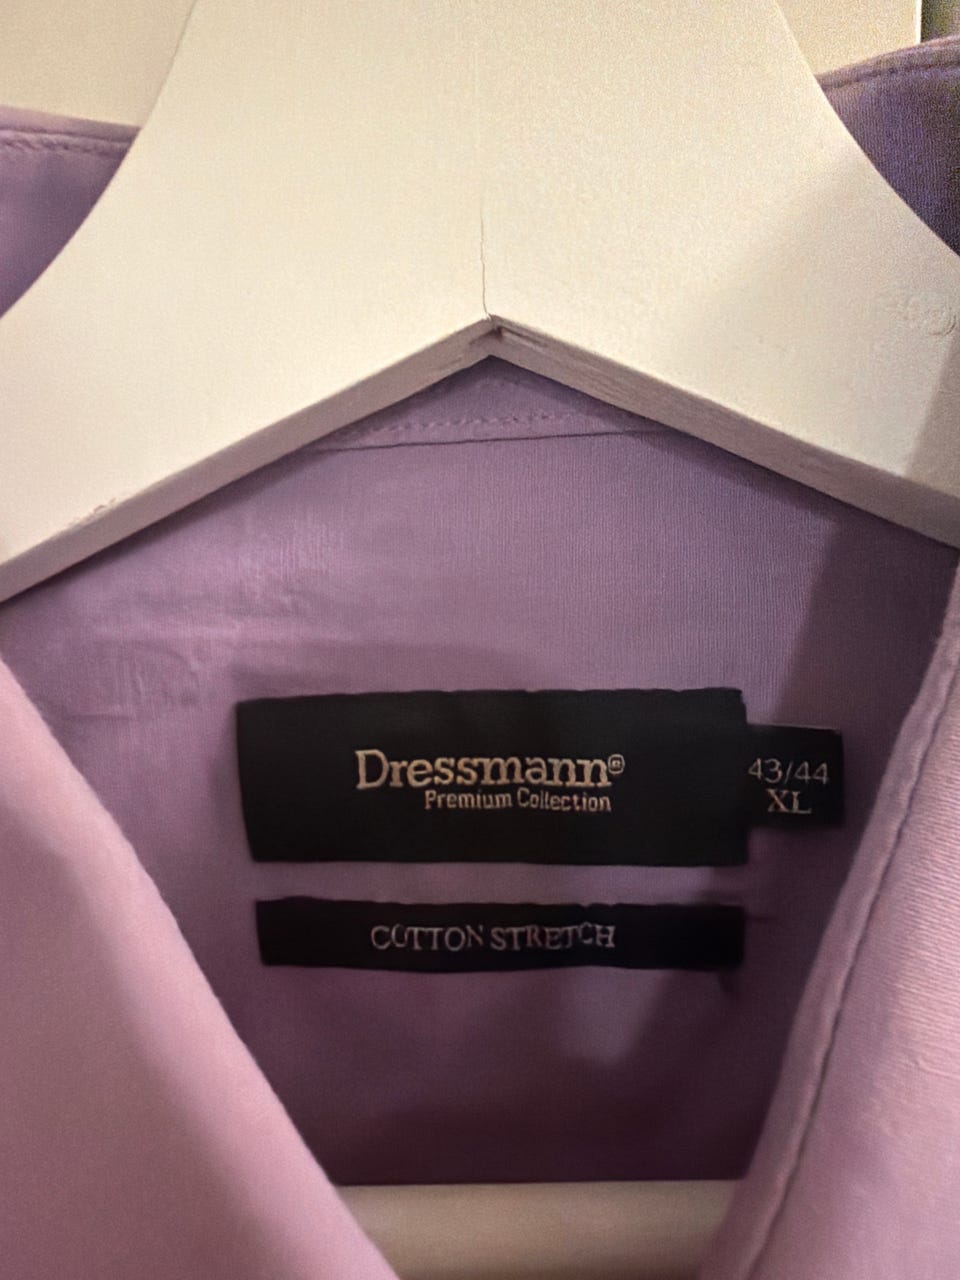 Dressmann®
Premium Collection
43/44
XL
COTTON STRETCH